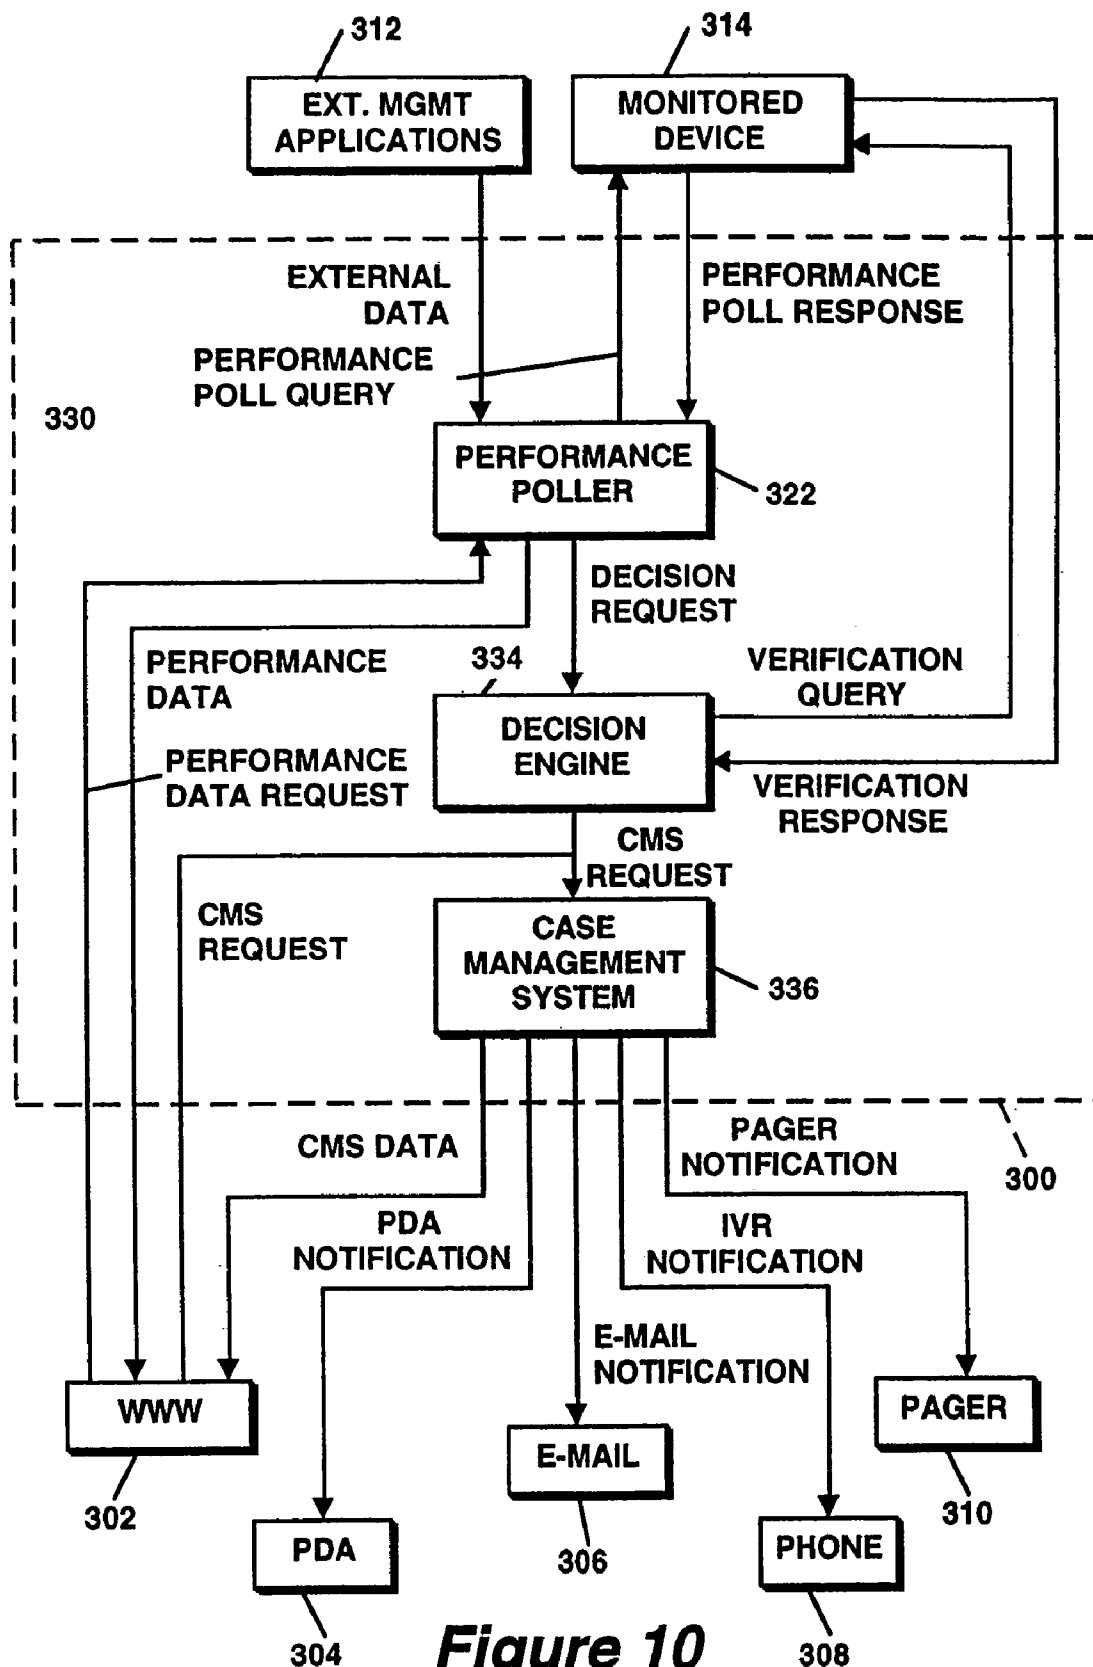 312
314
EXT. MGMT
APPLICATIONS
MONITORED
DEVICE
EXTERNAL
DATA
PERFORMANCE
POLL RESPONSE
PERFORMANCE
POLL QUERY
330
PERFORMANCE
POLLER
322
DECISION
REQUEST
PERFORMANCE
DATA
334
VERIFICATION
QUERY
DECISION
ENGINE
PERFORMANCE
DATA REQUEST
VERIFICATION
RESPONSE
CMS
REQUEST
CMS
REQUEST
CASE
MANAGEMENT
SYSTEM
336
CMS DATA
PAGER
NOTIFICATION
300
PDA
NOTIFICATION
IVR
NOTIFICATION
E-MAIL
NOTIFICATION
WWW
PAGER
E-MAIL
302
310
PDA
306
PHONE
304
308
Figure 10